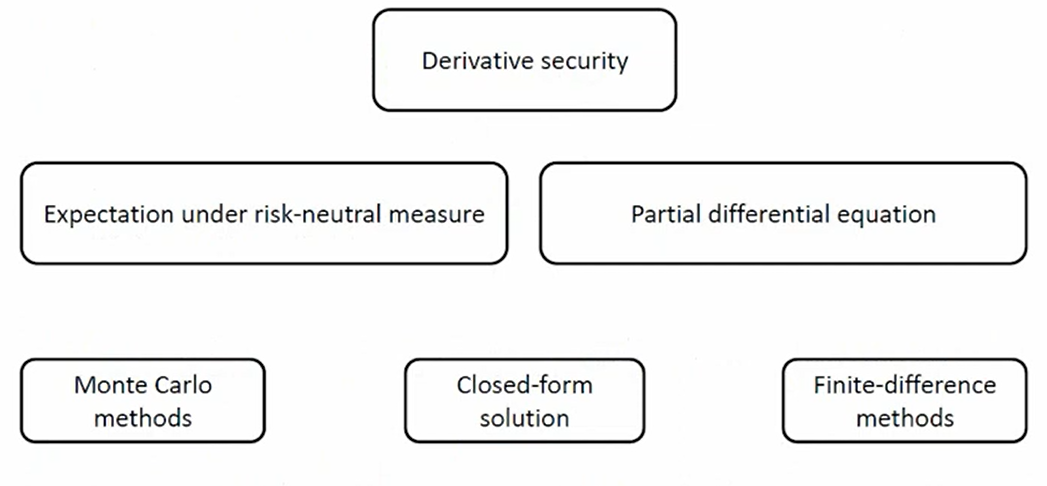 Derivative security
Expectation under risk-neutral measure
Partial differential equation
Monte Carlo
methods
Closed-form
solution
Finite-difference
methods